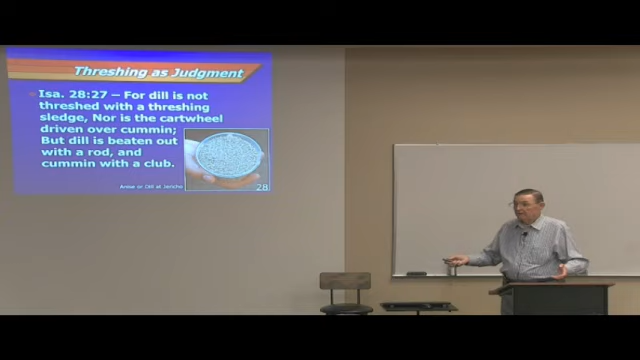 Threshing as Judgment
Isa. 28:27 – For dill is not
threshed with a threshing
sledge, Nor is the cartwheel
driven over cummin;
But dill is beaten out
with a rod, and
cummin with a club.
Anise or Dill at Jericho
28